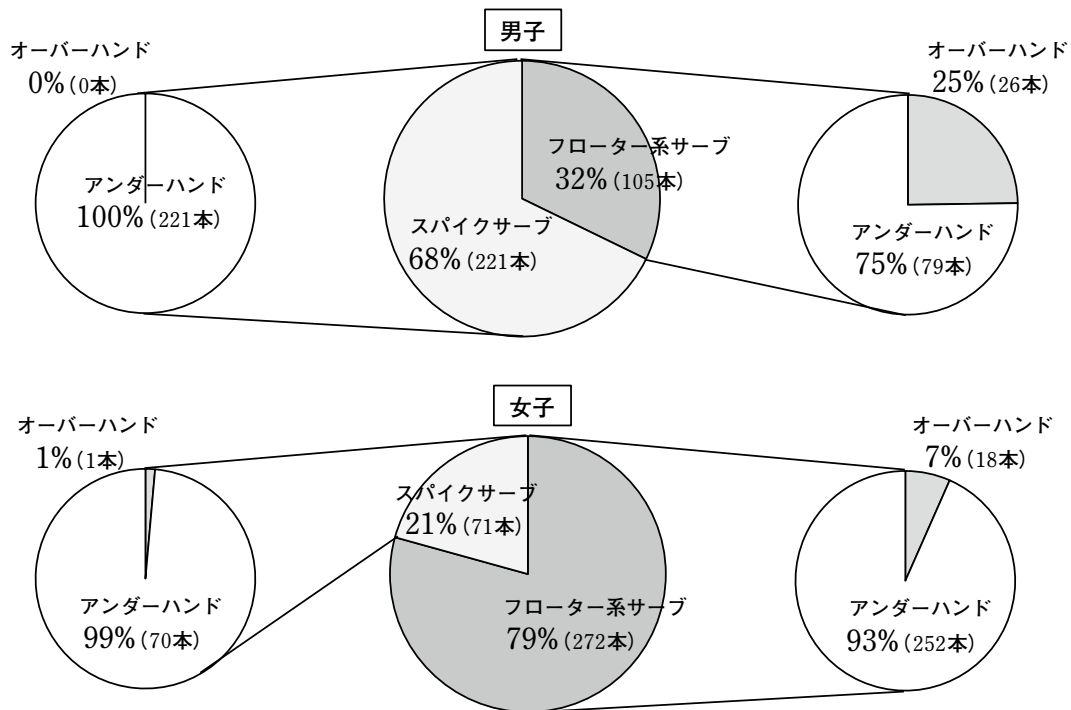 男子
オーバーハンド
0%(0本)
アンダーハンド
100%(221本)
フローター系サーブ
32%(105本)
スパイクサーブ
68%(221本)
オーバーハンド
25%(26本)
アンダーハンド
75%(79本)
女子
オーバーハンド
1%(1本)
アンダーハンド
99%(70本)
スパイクサーブ
21%(71本)
フローター系サーブ
79%(272本)
オーバーハンド
7%(18本)
アンダーハンド
93%(252本)